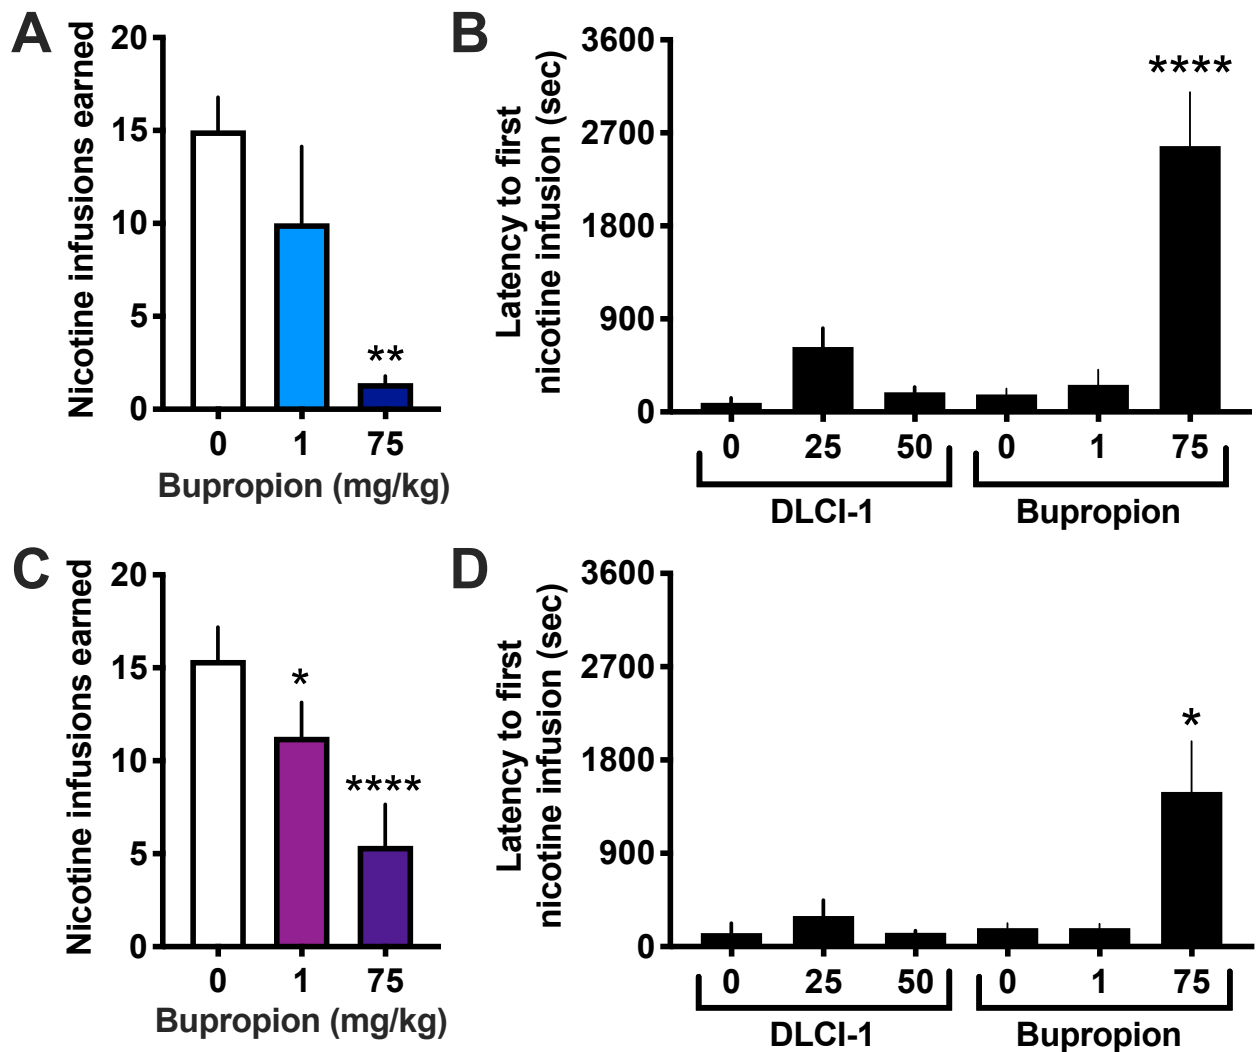 A
Nicotine infusions earned
20
15
10
5
0
**
0 1 75
Bupropion (mg/kg)
B
Latency to first
nicotine infusion (sec)
3600
2700
1800
900
0
****
0 25 50 0 1 75
DLCI-1 Bupropion
C
Nicotine infusions earned
20
15
10
5
0
*
****
0 1 75
Bupropion (mg/kg)
D
Latency to first
nicotine infusion (sec)
3600
2700
1800
900
0
*
0 25 50 0 1 75
DLCI-1 Bupropion